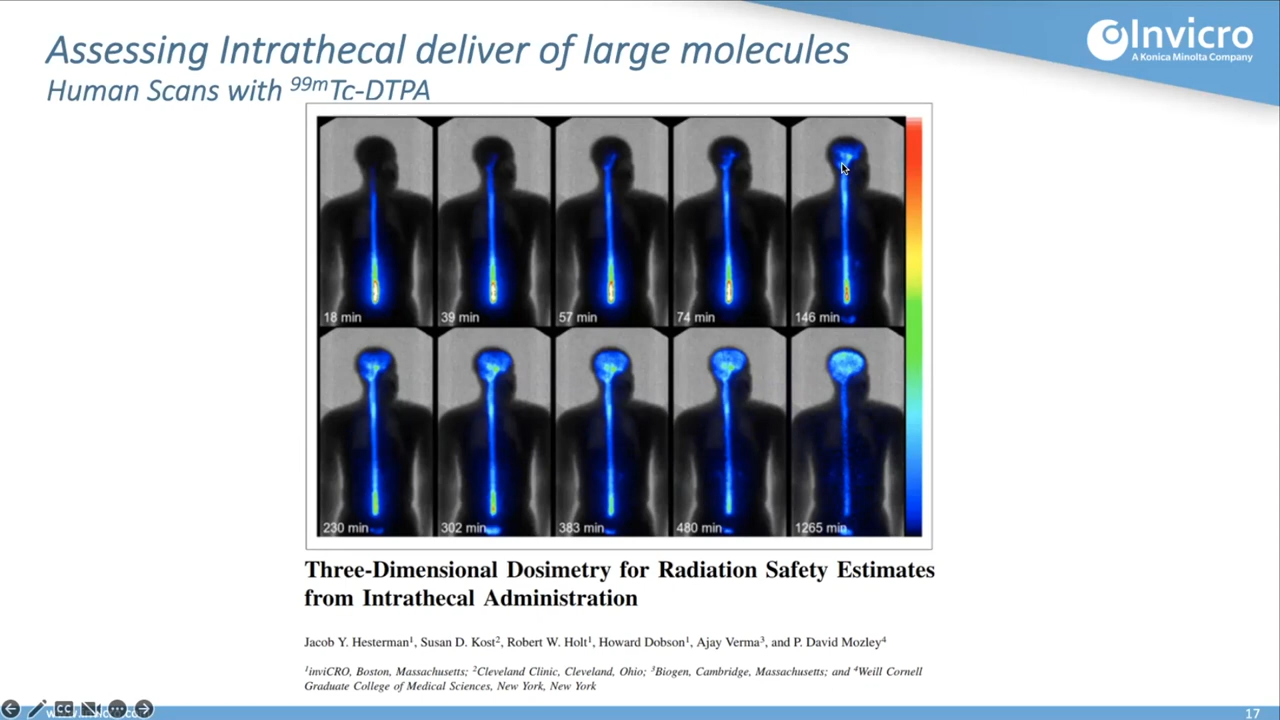 Assessing Intrathecal deliver of large molecules
Human Scans with ⁹⁹ᵐTc-DTPA
Invicro
A Konica Minolta Company
18 min
39 min
57 min
74 min
146 min
230 min
302 min
383 min
480 min
1265 min
Three-Dimensional Dosimetry for Radiation Safety Estimates
from Intrathecal Administration
Jacob Y. Hesterman¹, Susan D. Kost², Robert W. Holt¹, Howard Dobson¹, Ajay Verma³, and P. David Mozley⁴
¹inviCRO, Boston, Massachusetts; ²Cleveland Clinic, Cleveland, Ohio; ³Biogen, Cambridge, Massachusetts; and ⁴Weill Cornell
Graduate College of Medical Sciences, New York, New York
CC
17